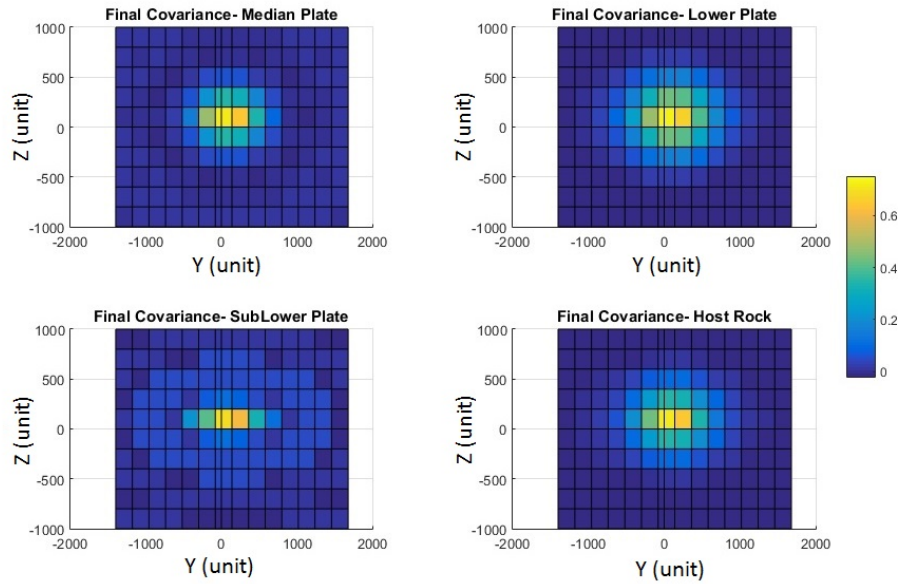 Final Covariance- Median Plate
1000
500
0
-500
-1000
Z (unit)
-2000 -1000 0 1000 2000
Y (unit)
Final Covariance- Lower Plate
1000
500
0
-500
-1000
Z (unit)
-2000 -1000 0 1000 2000
Y (unit)
0.6
0.4
0.2
0
Final Covariance- SubLower Plate
1000
500
0
-500
-1000
Z (unit)
-2000 -1000 0 1000 2000
Y (unit)
Final Covariance- Host Rock
1000
500
0
-500
-1000
Z (unit)
-2000 -1000 0 1000 2000
Y (unit)